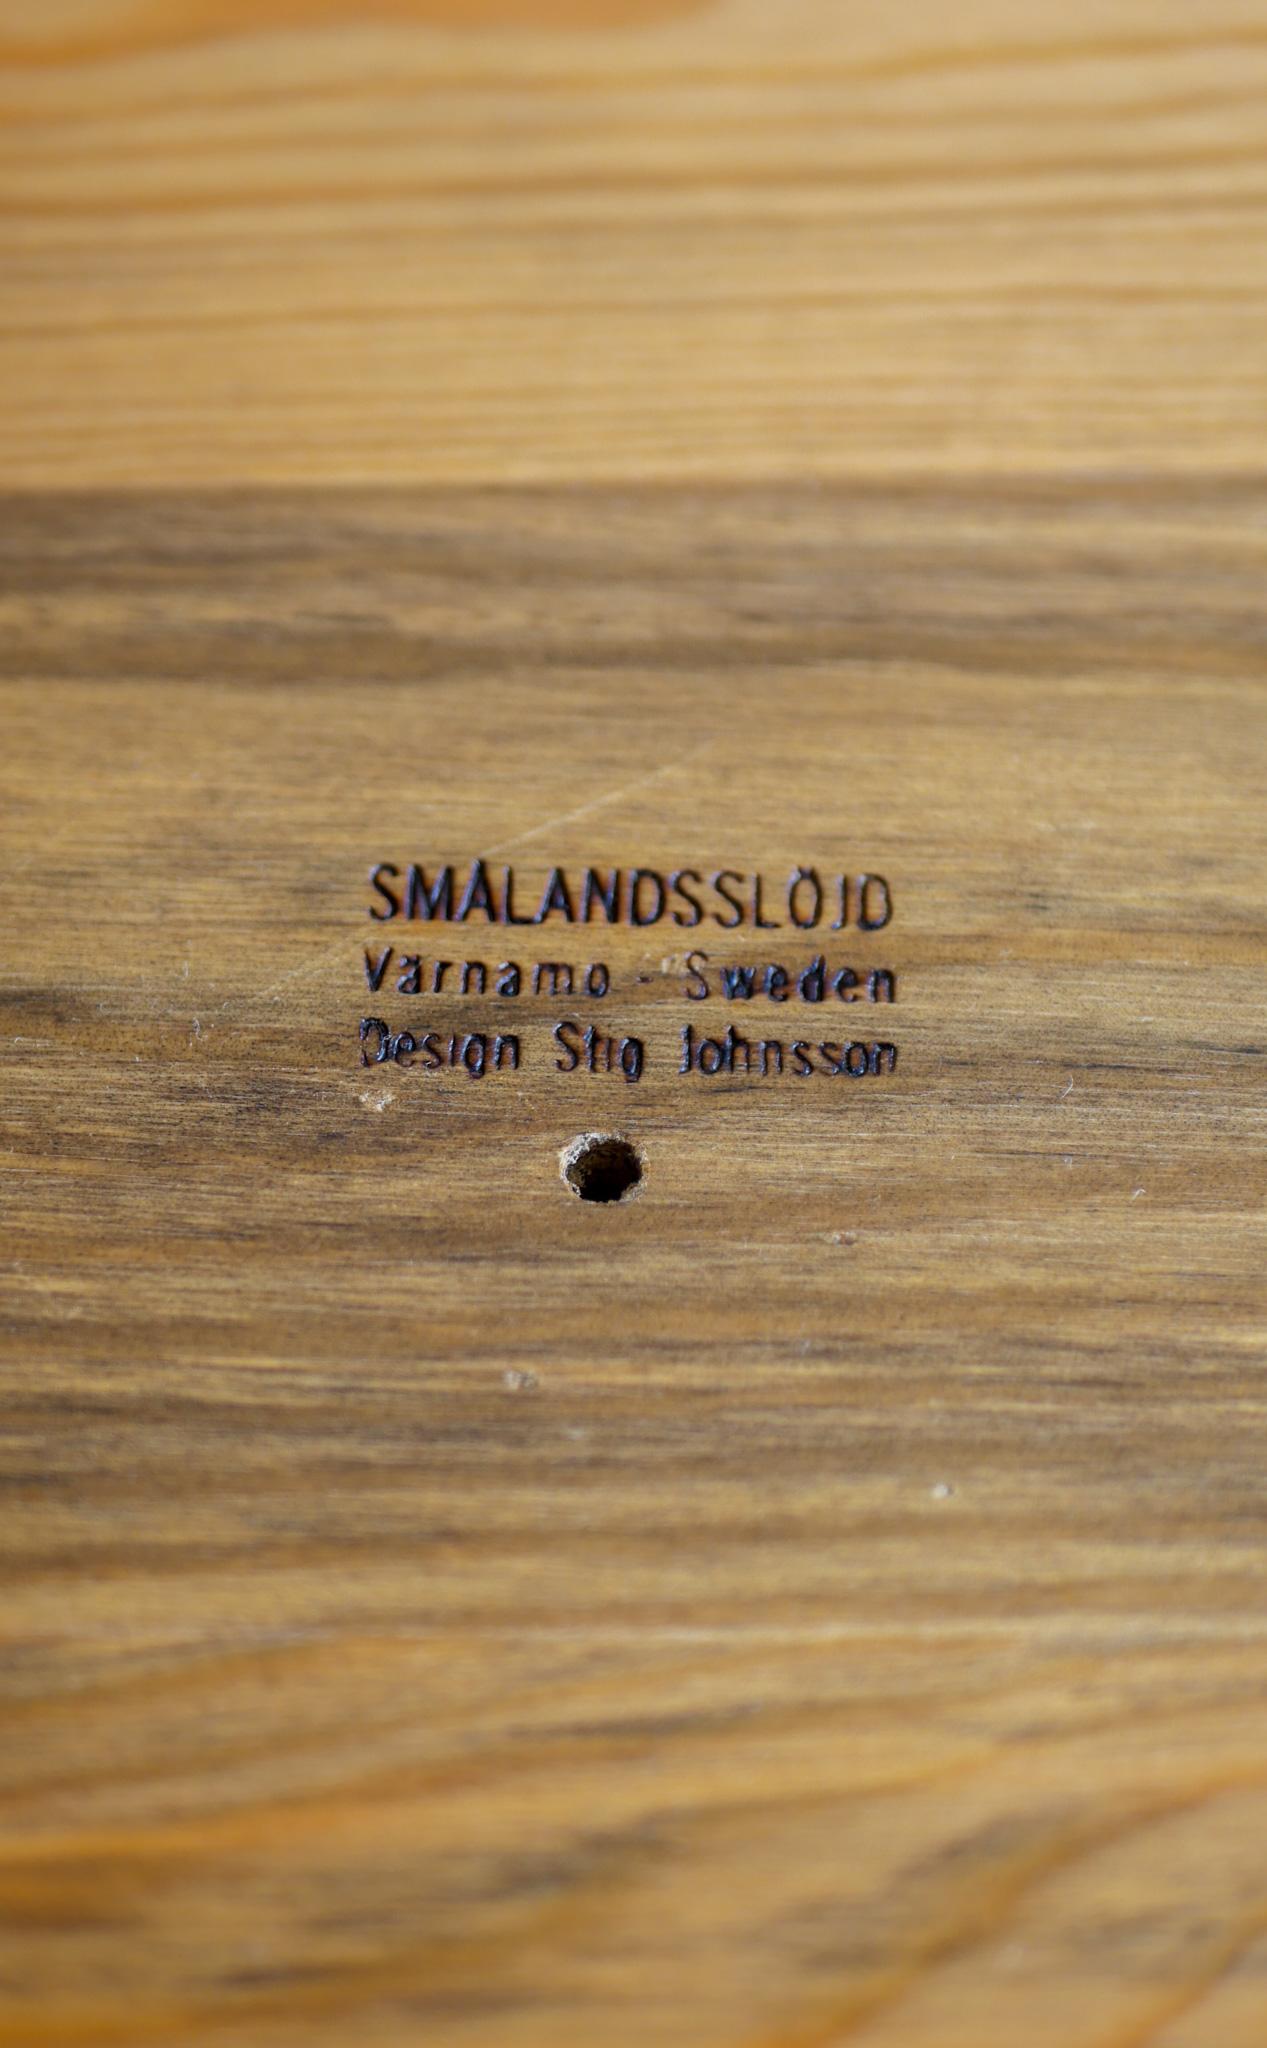 SMÅLANDSSLÖJD
Värnamo - Sweden
Design Stig Johnsson